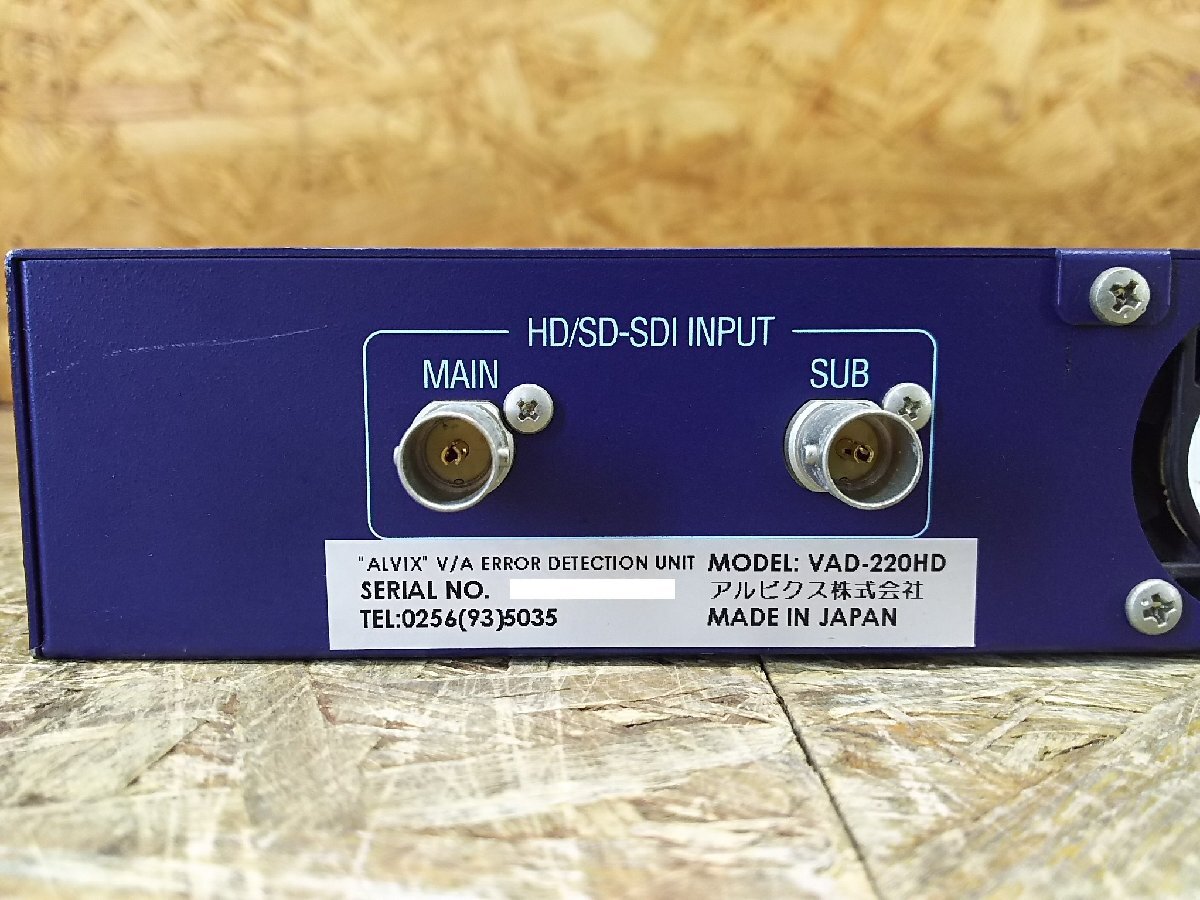 HD/SD-SDI INPUT
MAIN SUB
"ALVIX" V/A ERROR DETECTION UNIT MODEL: VAD-220HD
SERIAL NO. アルビクス株式会社
TEL:0256(93)5035 MADE IN JAPAN